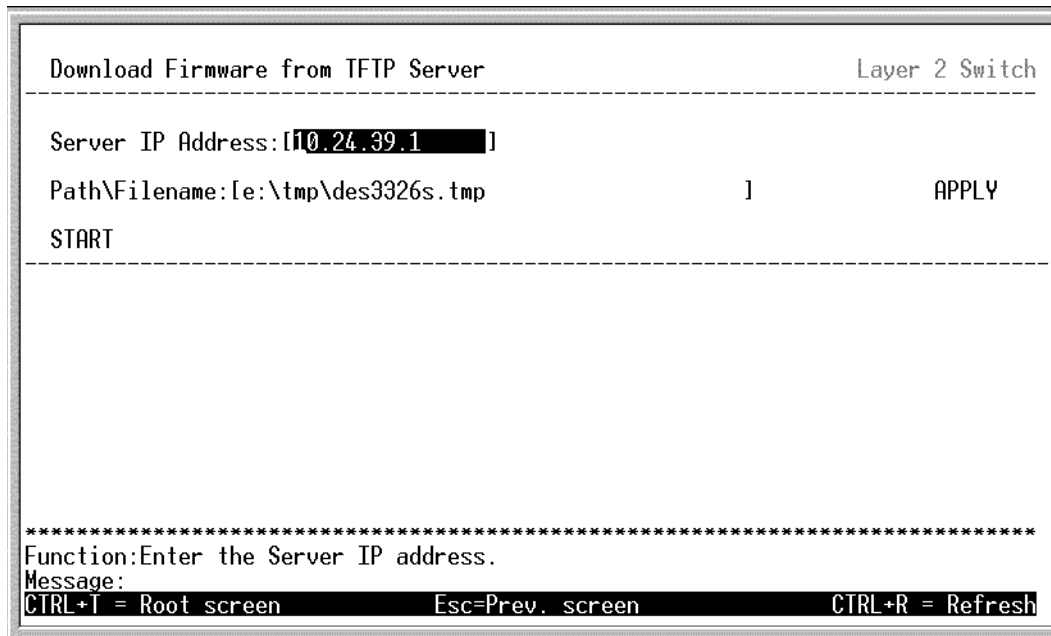 Download Firmware from TFTP Server Layer 2 Switch
--------------------------------------------------------------------------------
Server IP Address:[10.24.39.1 ]
Path\Filename:[e:\tmp\des3326s.tmp ] APPLY
START
--------------------------------------------------------------------------------
********************************************************************************
Function:Enter the Server IP address.
Message:
CTRL+T = Root screen Esc=Prev. screen CTRL+R = Refresh